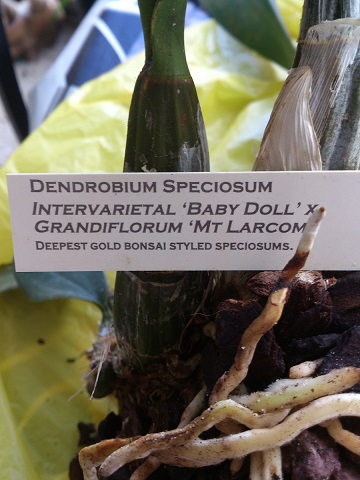 DENDROBIUM SPECIOSUM
INTERVARIETAL 'BABY DOLL' X
GRANDIFLORUM 'MT LARCOM
DEEPEST GOLD BONSAI STYLED SPECIOSUMS.